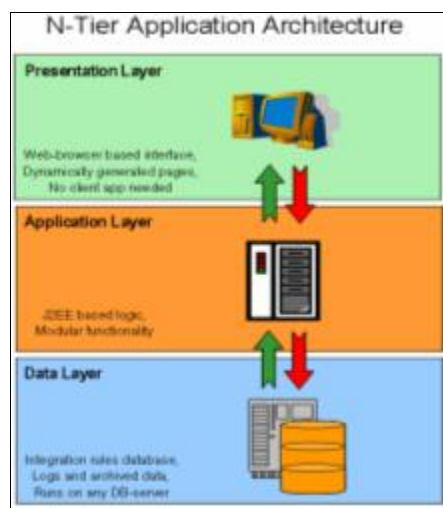 N-Tier Application Architecture
Presentation Layer
Web-browser based interface,
Dynamically generated pages,
No client app needed
Application Layer
J2EE based logic,
Modular functionality
Data Layer
Integration rules database,
Logs and archived data,
Runs on any DB-server